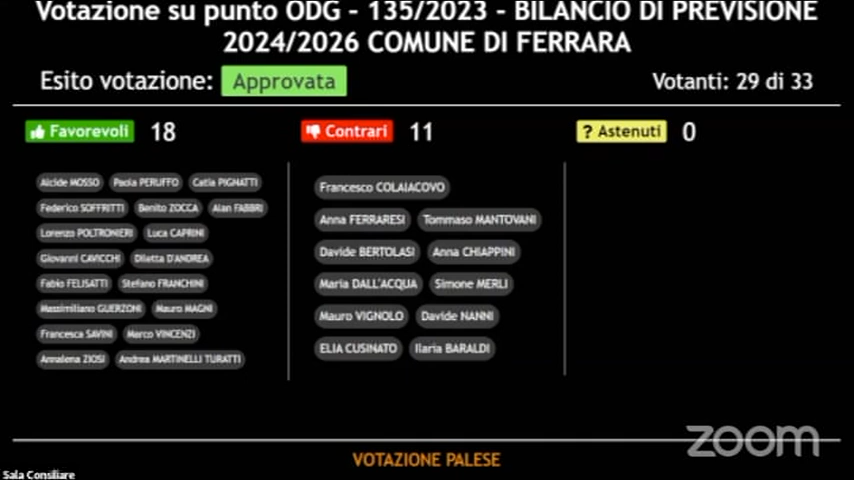 Votazione su punto ODG - 135/2023 - BILANCIO DI PREVISIONE
2024/2026 COMUNE DI FERRARA
Esito votazione: Approvata
Votanti: 29 di 33
Favorevoli 18
Alcide MOSSO Paola PERUFFO Catia PIGNATTI
Federico SOFFRITTI Benito ZOCCA Alan FABBRI
Lorenzo POLTRONIERI Luca CAPRINI
Giovanni CAVICCHI Diletta D'ANDREA
Fabio FELISATTI Stefano FRANCHINI
Massimiliano GUERZONI Mauro MAGNI
Francesca SAVINI Marco VINCENZI
Annalena ZIOSI Andrea MARTINELLI TURATTI
Contrari 11
Francesco COLAIACOVO
Anna FERRARESI Tommaso MANTOVANI
Davide BERTOLASI Anna CHIAPPINI
Maria DALL'ACQUA Simone MERLI
Mauro VIGNOLO Davide NANNI
ELIA CUSINATO Ilaria BARALDI
? Astenuti 0
VOTAZIONE PALESE
zoom
Sala Consiliare